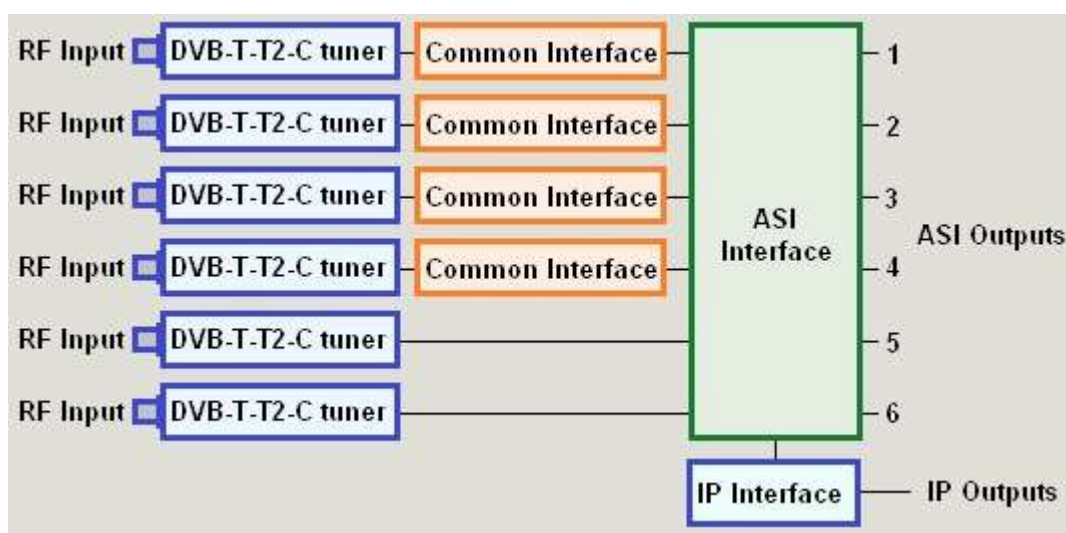 RF Input DVB-T-T2-C tuner Common Interface 1
RF Input DVB-T-T2-C tuner Common Interface 2
RF Input DVB-T-T2-C tuner Common Interface 3
RF Input DVB-T-T2-C tuner Common Interface 4
RF Input DVB-T-T2-C tuner 5
RF Input DVB-T-T2-C tuner 6
ASI
Interface
ASI Outputs
IP Interface IP Outputs